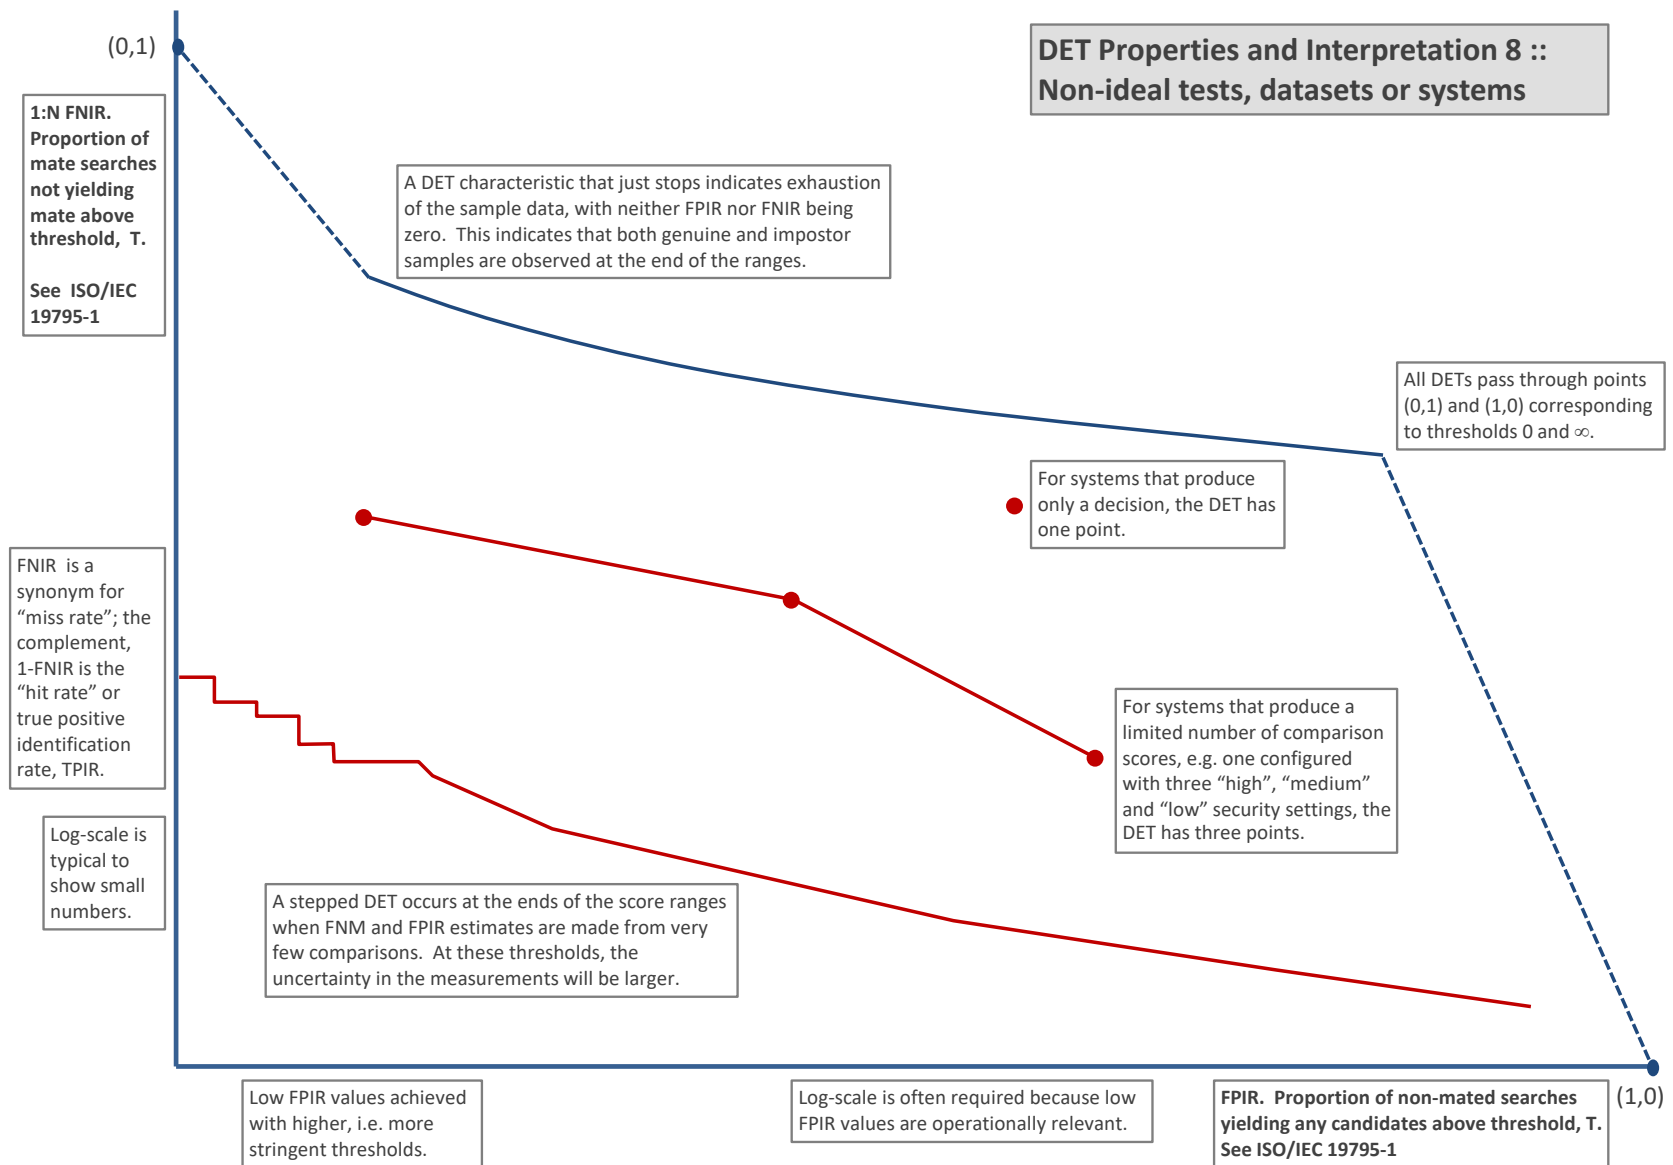 (0,1)
DET Properties and Interpretation 8 ::
Non-ideal tests, datasets or systems
1:N FNIR.
Proportion of
mate searches
not yielding
mate above
threshold, T.
See ISO/IEC
19795-1
A DET characteristic that just stops indicates exhaustion
of the sample data, with neither FPIR nor FNIR being
zero. This indicates that both genuine and impostor
samples are observed at the end of the ranges.
All DETs pass through points
(0,1) and (1,0) corresponding
to thresholds 0 and ∞.
For systems that produce
only a decision, the DET has
one point.
FNIR is a
synonym for
“miss rate”; the
complement,
1-FNIR is the
“hit rate” or
true positive
identification
rate, TPIR.
For systems that produce a
limited number of comparison
scores, e.g. one configured
with three “high”, “medium”
and “low” security settings, the
DET has three points.
Log-scale is
typical to
show small
numbers.
A stepped DET occurs at the ends of the score ranges
when FNM and FPIR estimates are made from very
few comparisons. At these thresholds, the
uncertainty in the measurements will be larger.
Low FPIR values achieved
with higher, i.e. more
stringent thresholds.
Log-scale is often required because low
FPIR values are operationally relevant.
FPIR. Proportion of non-mated searches
yielding any candidates above threshold, T.
See ISO/IEC 19795-1
(1,0)